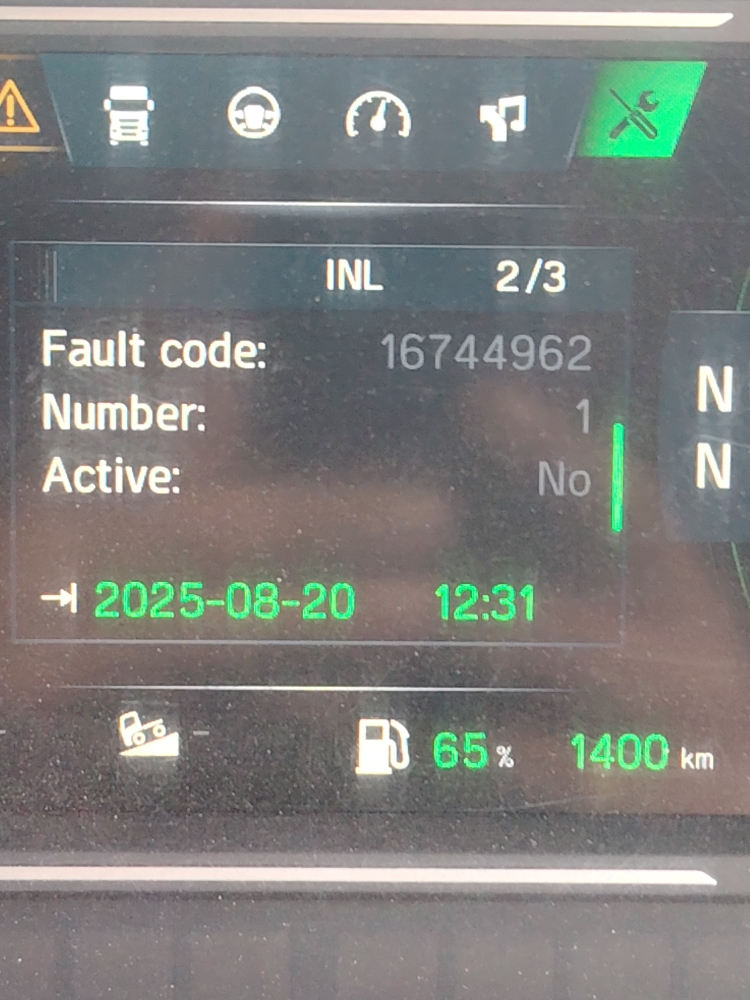 INL 2/3
Fault code: 16744962
Number: 1
Active: No
N
N
2025-08-20 12:31
65 % 1400 km